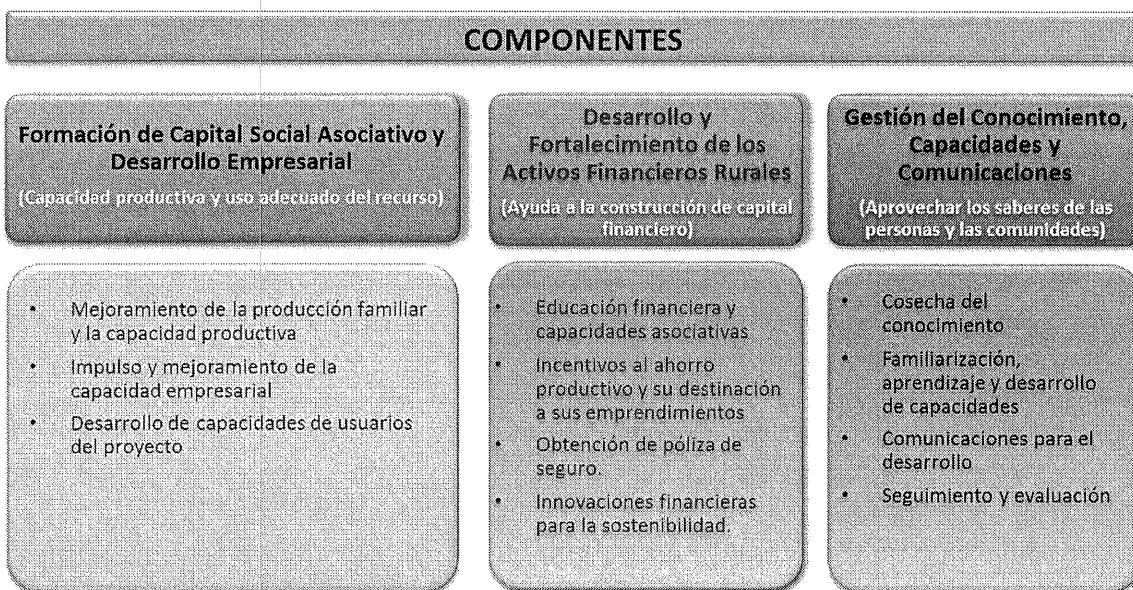 COMPONENTES
Formación de Capital Social Asociativo y
Desarrollo Empresarial
(Capacidad productiva y uso adecuado del recurso)
• Mejoramiento de la producción familiar
y la capacidad productiva
• Impulso y mejoramiento de la
capacidad empresarial
• Desarrollo de capacidades de usuarios
del proyecto
Desarrollo y
Fortalecimiento de los
Activos Financieros Rurales
(Ayuda a la construcción de capital
financiero)
• Educación financiera y
capacidades asociativas
• Incentivos al ahorro
productivo y su destinación
a sus emprendimientos
• Obtención de póliza de
seguro.
• Innovaciones financieras
para la sostenibilidad.
Gestión del Conocimiento,
Capacidades y
Comunicaciones
(Aprovechar los saberes de las
personas y las comunidades)
• Cosecha del
conocimiento
• Familiarización,
aprendizaje y desarrollo
de capacidades
• Comunicaciones para el
desarrollo
• Seguimiento y evaluación